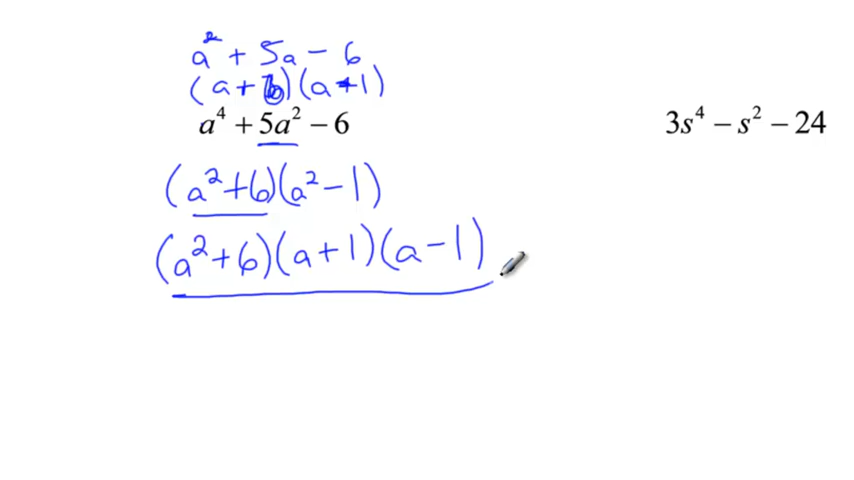 a² + 5a - 6
(a + 6)(a - 1)
a⁴ + 5a² − 6
(a² + 6)(a² - 1)
(a² + 6)(a + 1)(a - 1)
3s⁴ − s² − 24